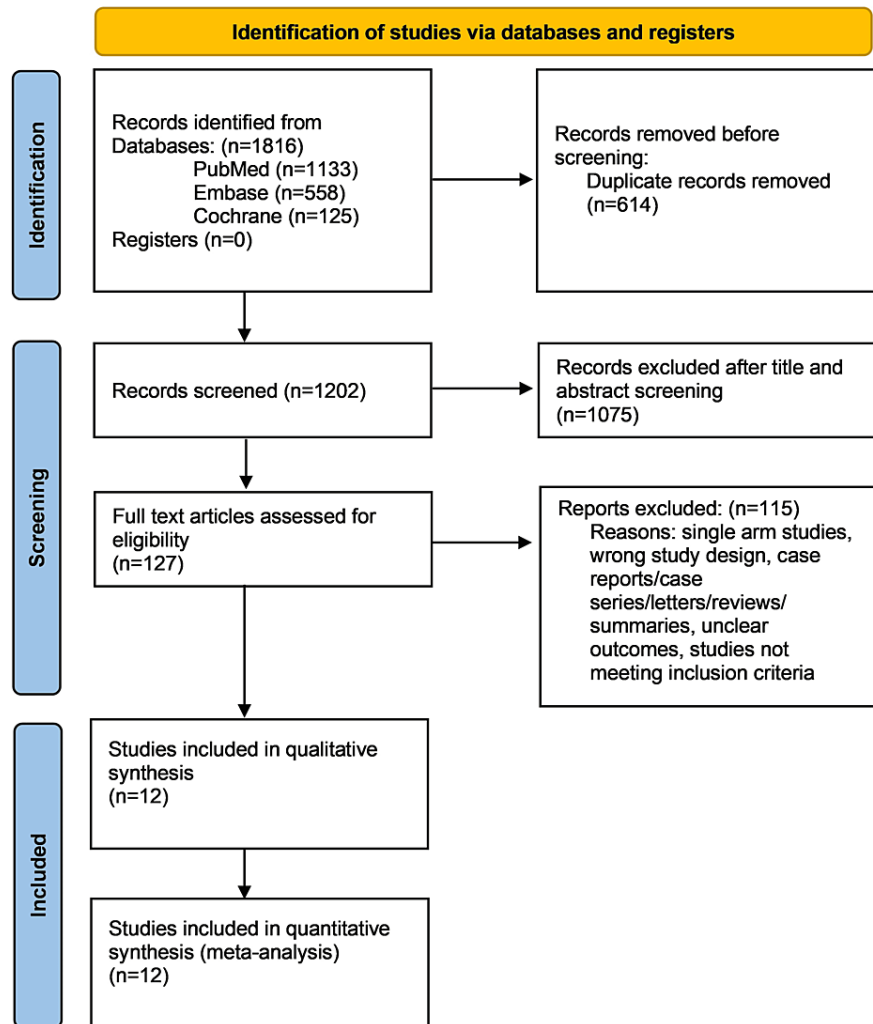 Identification of studies via databases and registers
Identification
Records identified from
Databases: (n=1816)
PubMed (n=1133)
Embase (n=558)
Cochrane (n=125)
Registers (n=0)
Records removed before
screening:
Duplicate records removed
(n=614)
Screening
Records screened (n=1202)
Records excluded after title and
abstract screening
(n=1075)
Full text articles assessed for
eligibility
(n=127)
Reports excluded: (n=115)
Reasons: single arm studies,
wrong study design, case
reports/case
series/letters/reviews/
summaries, unclear
outcomes, studies not
meeting inclusion criteria
Included
Studies included in qualitative
synthesis
(n=12)
Studies included in quantitative
synthesis (meta-analysis)
(n=12)